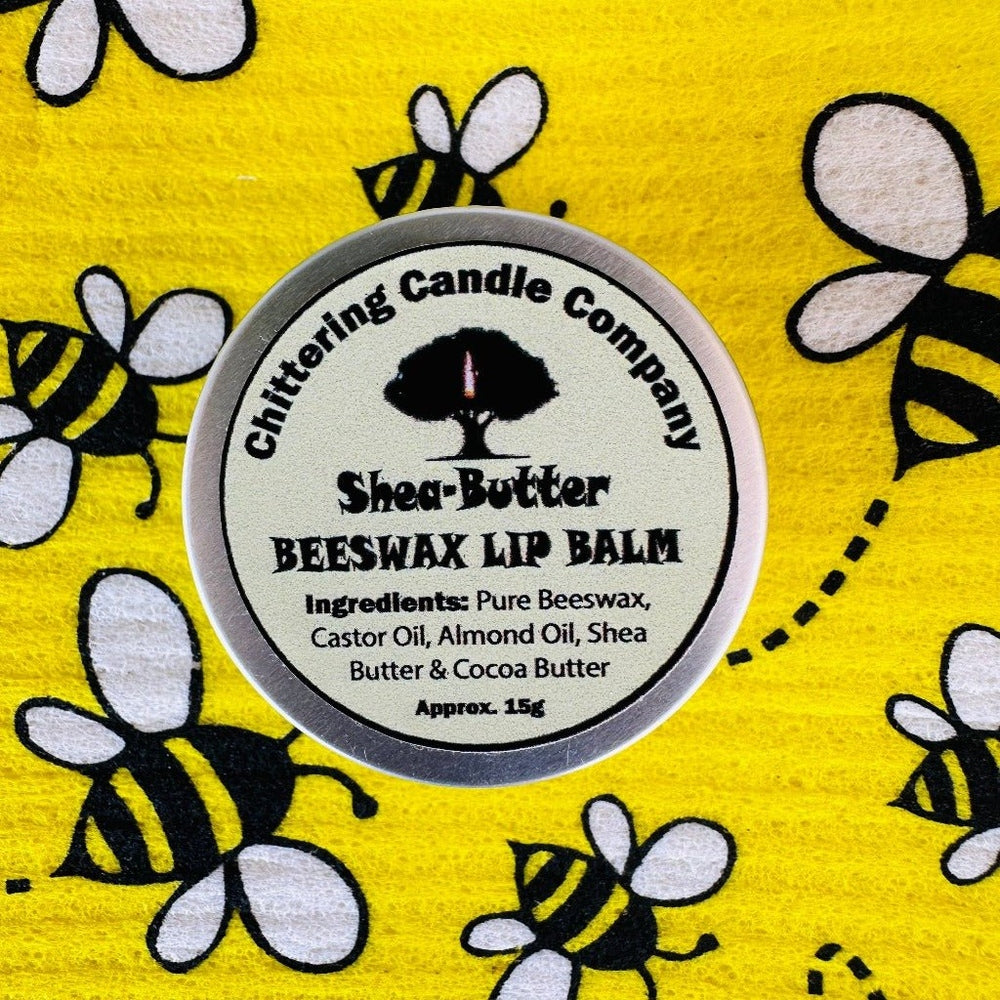 Chittering Candle Company
Shea-Butter
BEESWAX LIP BALM
Ingredients: Pure Beeswax,
Castor Oil, Almond Oil, Shea
Butter & Cocoa Butter
Approx. 15g